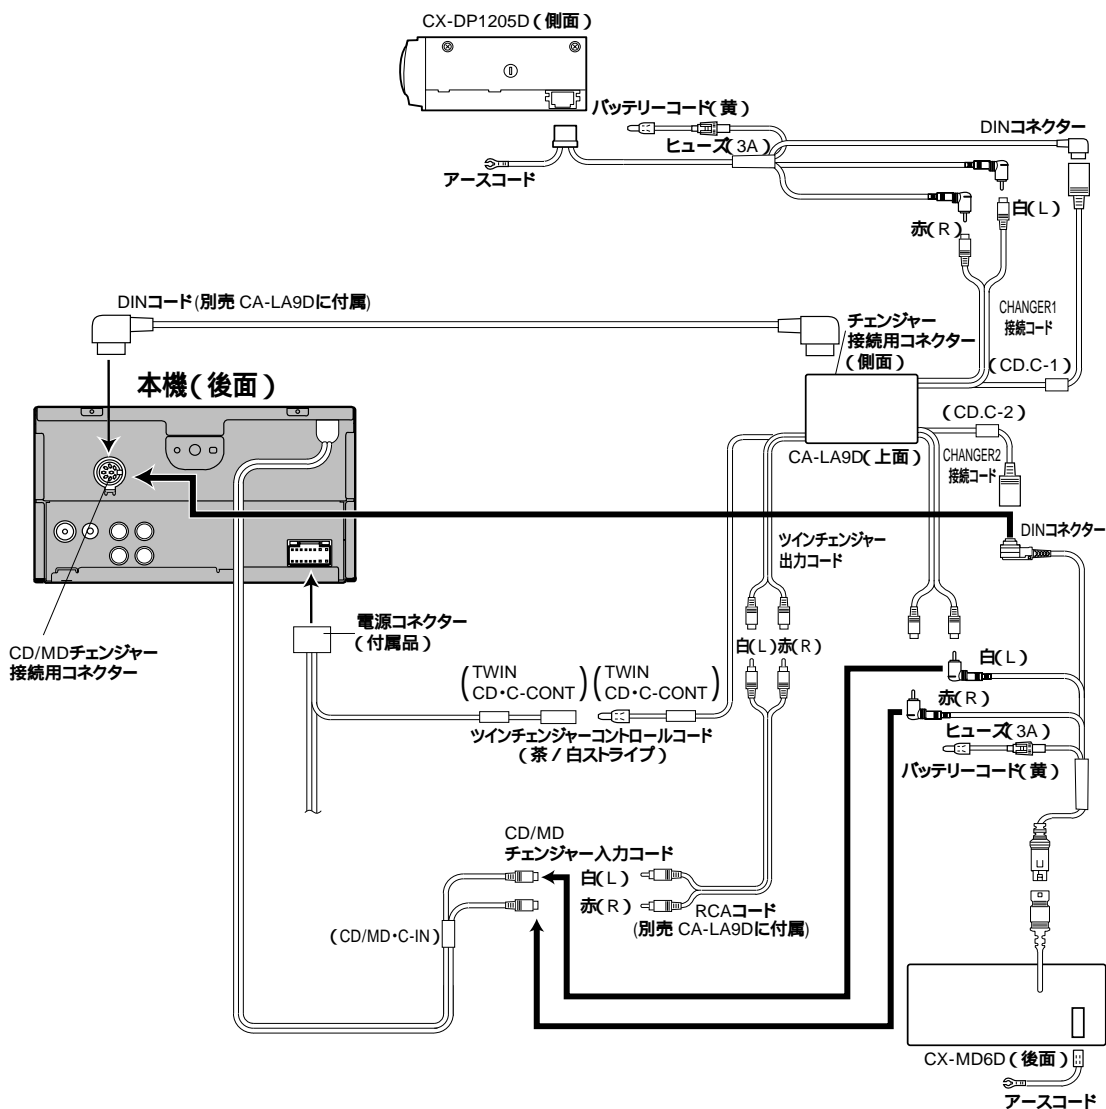 CX-DP1205D(側面)
バッテリーコード(黄)
ヒューズ(3A)
DINコネクター
アースコード
白(L)
赤(R)
DINコード(別売 CA-LA9Dに付属)
チェンジャー
接続用コネクター
(側面)
CHANGER1
接続コード
(CD.C-1)
本機(後面)
(CD.C-2)
CA-LA9D(上面)
CHANGER2
接続コード
DINコネクター
ツインチェンジャー
出力コード
電源コネクター
(付属品)
CD/MDチェンジャー
接続用コネクター
白(L)赤(R)
白(L)
赤(R)
(TWIN
CD•C-CONT)
(TWIN
CD•C-CONT)
ツインチェンジャーコントロールコード
(茶/白ストライプ)
ヒューズ(3A)
バッテリーコード(黄)
CD/MD
チェンジャー入力コード
白(L)
赤(R)
RCAコード
(別売 CA-LA9Dに付属)
(CD/MD•C-IN)
CX-MD6D(後面)
アースコード